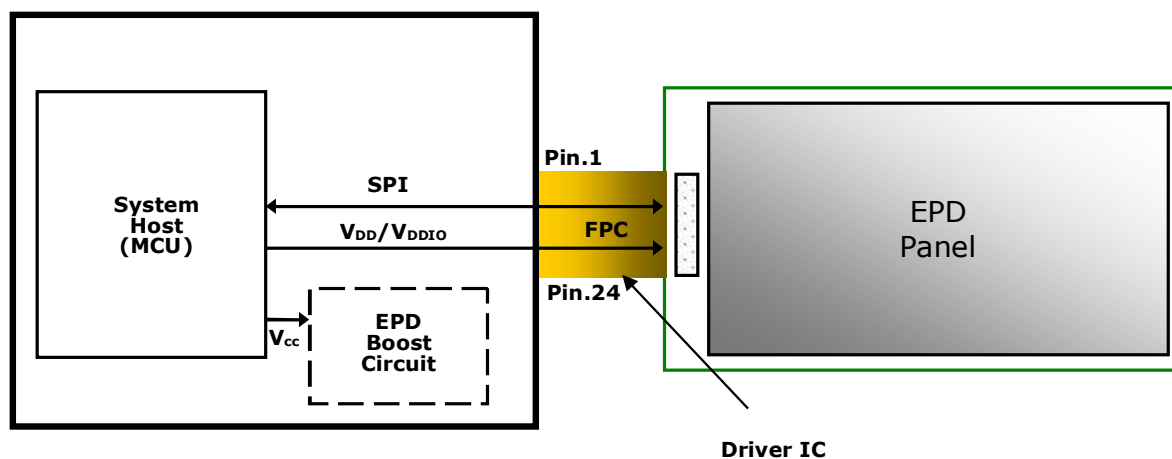 Pin.1
SPI
System
Host
(MCU)
VDD/VDDIO
FPC
EPD
Panel
Pin.24
Vcc
EPD
Boost
Circuit
Driver IC